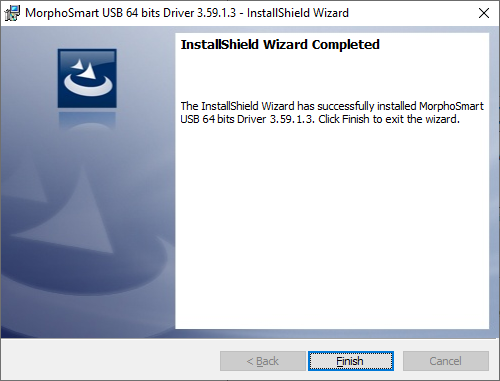 MorphoSmart USB 64 bits Driver 3.59.1.3 - InstallShield Wizard
InstallShield Wizard Completed
The InstallShield Wizard has successfully installed MorphoSmart
USB 64 bits Driver 3.59.1.3. Click Finish to exit the wizard.
< Back
Finish
Cancel